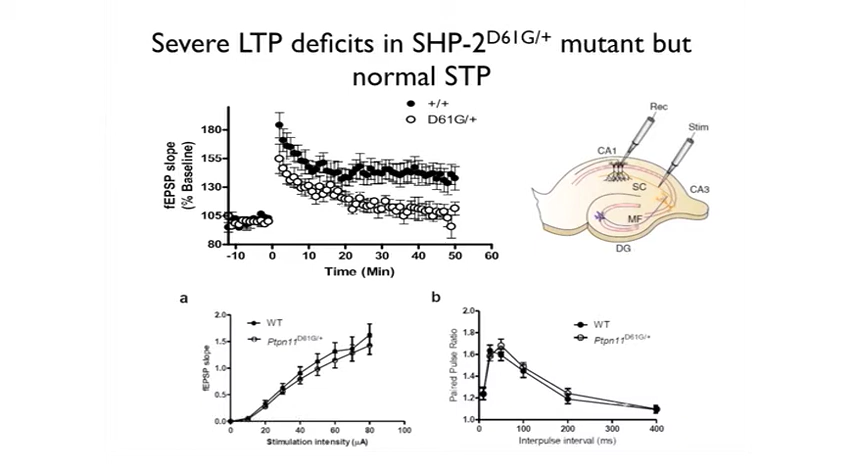 Severe LTP deficits in SHP-2D61G/+ mutant but
normal STP
+/+
D61G/+
fEPSP slope
(% Baseline)
180
155
130
105
80
-10 0 10 20 30 40 50 60
Time (Min)
Rec
Stim
CA1
SC
CA3
MF
DG
a
WT
Ptpn11D61G/+
fEPSP slope
2.0
1.5
1.0
0.5
0.0
0 20 40 60 80 100
Stimulation intensity (µA)
b
WT
Ptpn11D61G/+
Paired Pulse Ratio
2.0
1.8
1.6
1.4
1.2
1.0
0 100 200 300 400
Interpulse interval (ms)